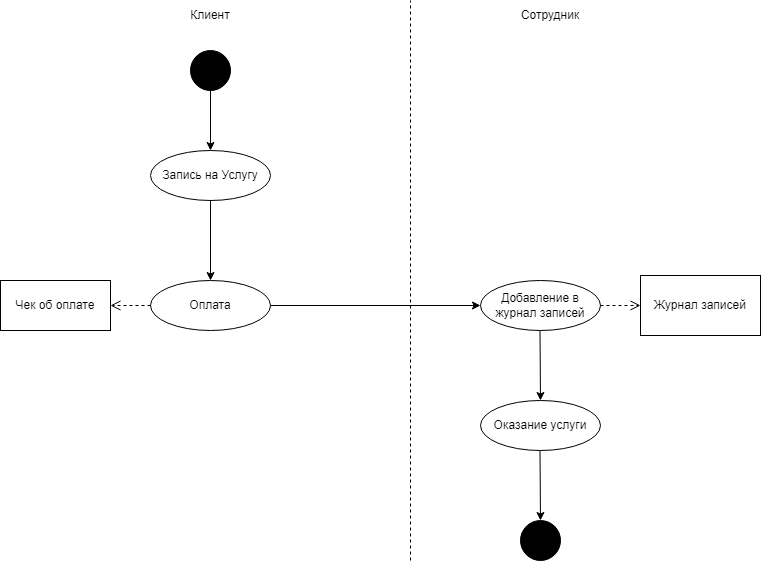 Клиент
Сотрудник
Запись на Услугу
Чек об оплате
Оплата
Добавление в
журнал записей
Журнал записей
Оказание услуги